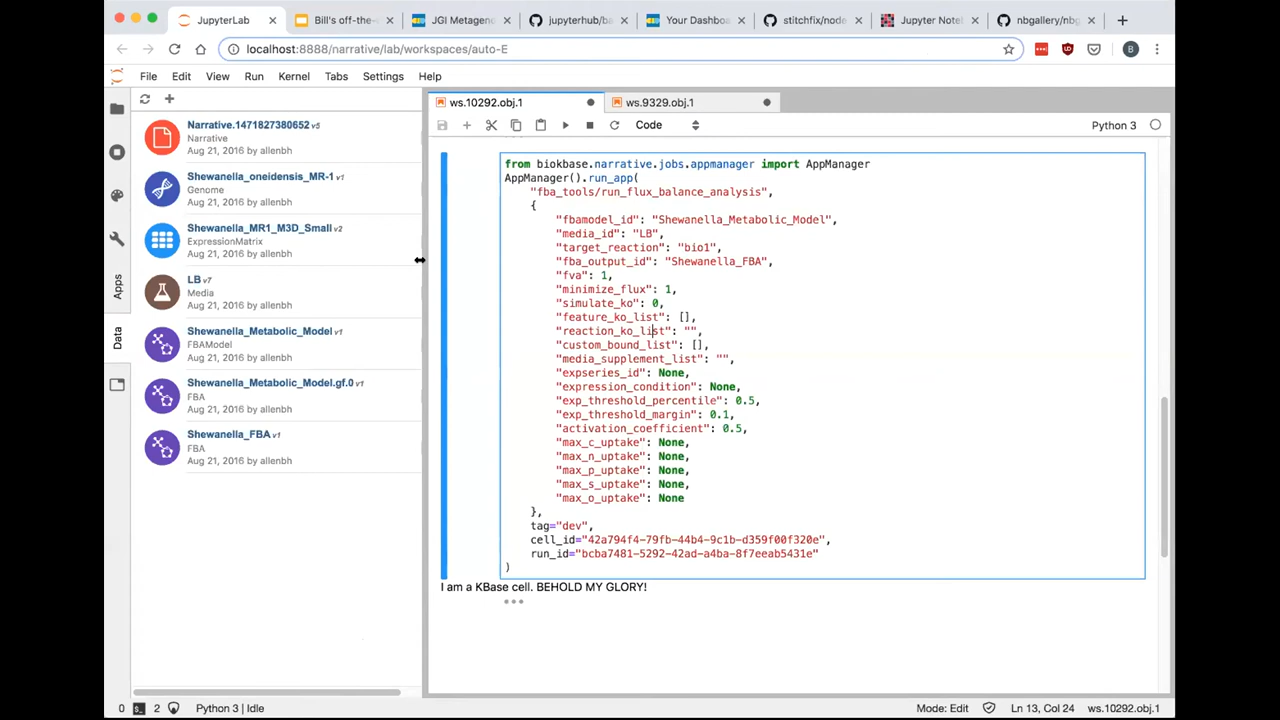 JupyterLab
Bill's off-the-
JGI Metagen
jupyterhub/ba
Your Dashboa
stitchfix/node
Jupyter Notel
nbgallery/nbg
localhost:8888/narrative/lab/workspaces/auto-E
B
File Edit View Run Kernel Tabs Settings Help
ws.10292.obj.1
ws.9329.obj.1
Code
Python 3
Apps
Data
Narrative.1471827380652 v5
Narrative
Aug 21, 2016 by allenbh
Shewanella_oneidensis_MR-1 v1
Genome
Aug 21, 2016 by allenbh
Shewanella_MR1_M3D_Small v2
ExpressionMatrix
Aug 21, 2016 by allenbh
LB v7
Media
Aug 21, 2016 by allenbh
Shewanella_Metabolic_Model v1
FBAModel
Aug 21, 2016 by allenbh
Shewanella_Metabolic_Model.gf.0 v1
FBA
Aug 21, 2016 by allenbh
Shewanella_FBA v1
FBA
Aug 21, 2016 by allenbh
from biokbase.narrative.jobs.appmanager import AppManager
AppManager().run_app(
"fba_tools/run_flux_balance_analysis",
{
"fbamodel_id": "Shewanella_Metabolic_Model",
"media_id": "LB",
"target_reaction": "bio1",
"fba_output_id": "Shewanella_FBA",
"fva": 1,
"minimize_flux": 1,
"simulate_ko": 0,
"feature_ko_list": [],
"reaction_ko_list": "",
"custom_bound_list": [],
"media_supplement_list": "",
"expseries_id": None,
"expression_condition": None,
"exp_threshold_percentile": 0.5,
"exp_threshold_margin": 0.1,
"activation_coefficient": 0.5,
"max_c_uptake": None,
"max_n_uptake": None,
"max_p_uptake": None,
"max_s_uptake": None,
"max_o_uptake": None
},
tag="dev",
cell_id="42a794f4-79fb-44b4-9c1b-d359f00f320e",
run_id="bcba7481-5292-42ad-a4ba-8f7eeab5431e"
)
I am a KBase cell. BEHOLD MY GLORY!
0 2 Python 3 | Idle
Mode: Edit Ln 13, Col 24 ws.10292.obj.1